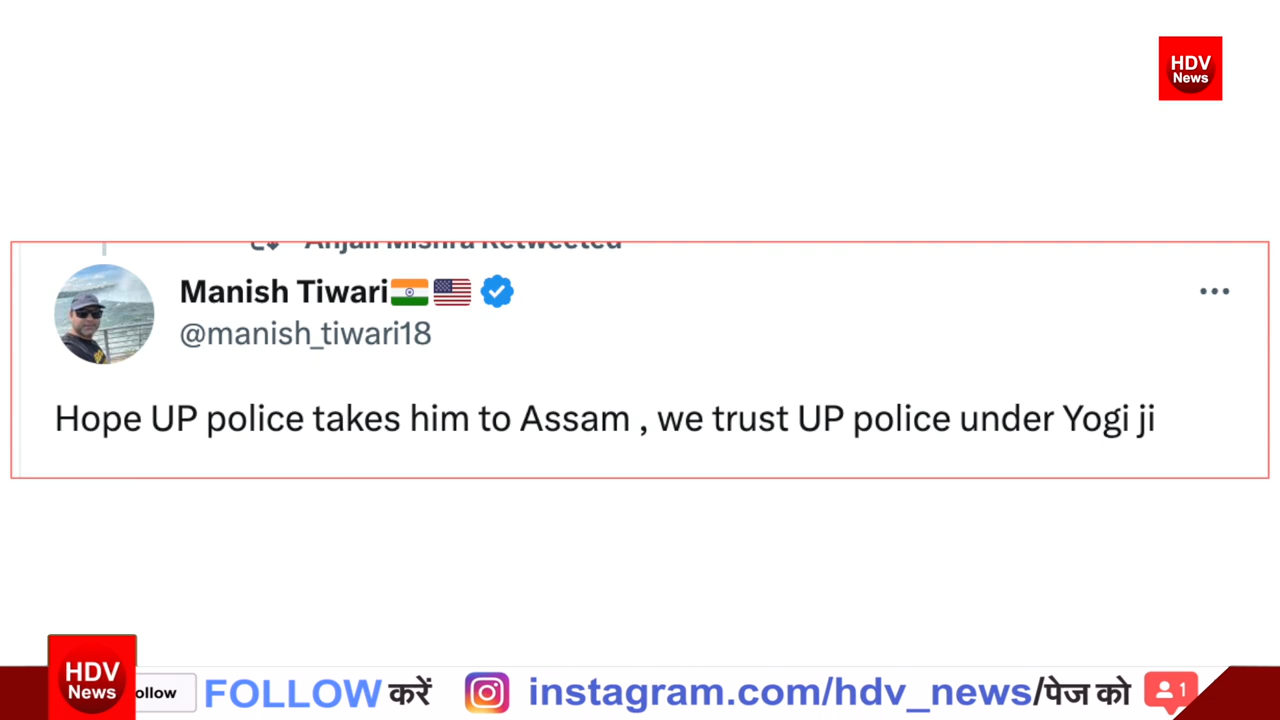 HDV
News
Anjali Mishra Retweeted
Manish Tiwari
@manish_tiwari18
Hope UP police takes him to Assam , we trust UP police under Yogi ji
HDV
News
ollow
FOLLOW करें
instagram.com/hdv_news/पेज को
1